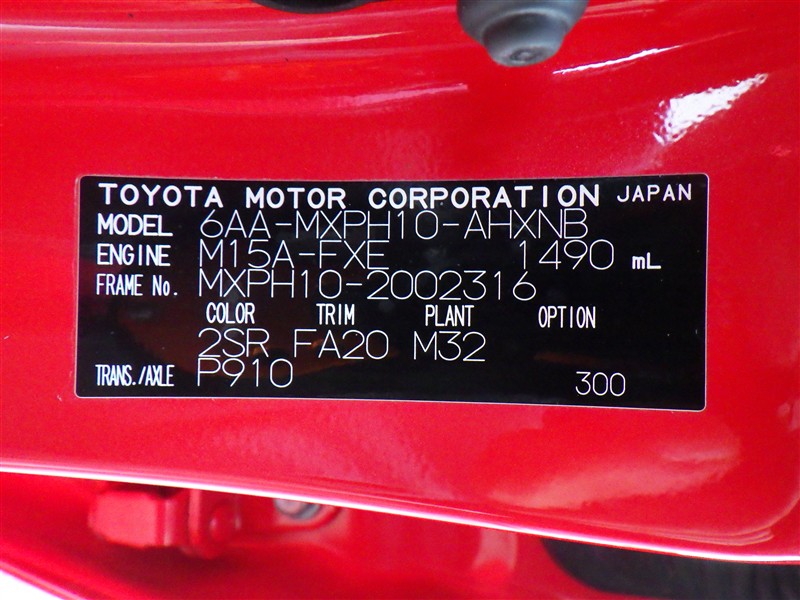 TOYOTA MOTOR CORPORATION JAPAN
MODEL 6AA-MXPH10-AHXNB
ENGINE M15A-FXE 1490 mL
FRAME No. MXPH10-2002316
COLOR TRIM PLANT OPTION
2SR FA20 M32
TRANS./AXLE P910 300